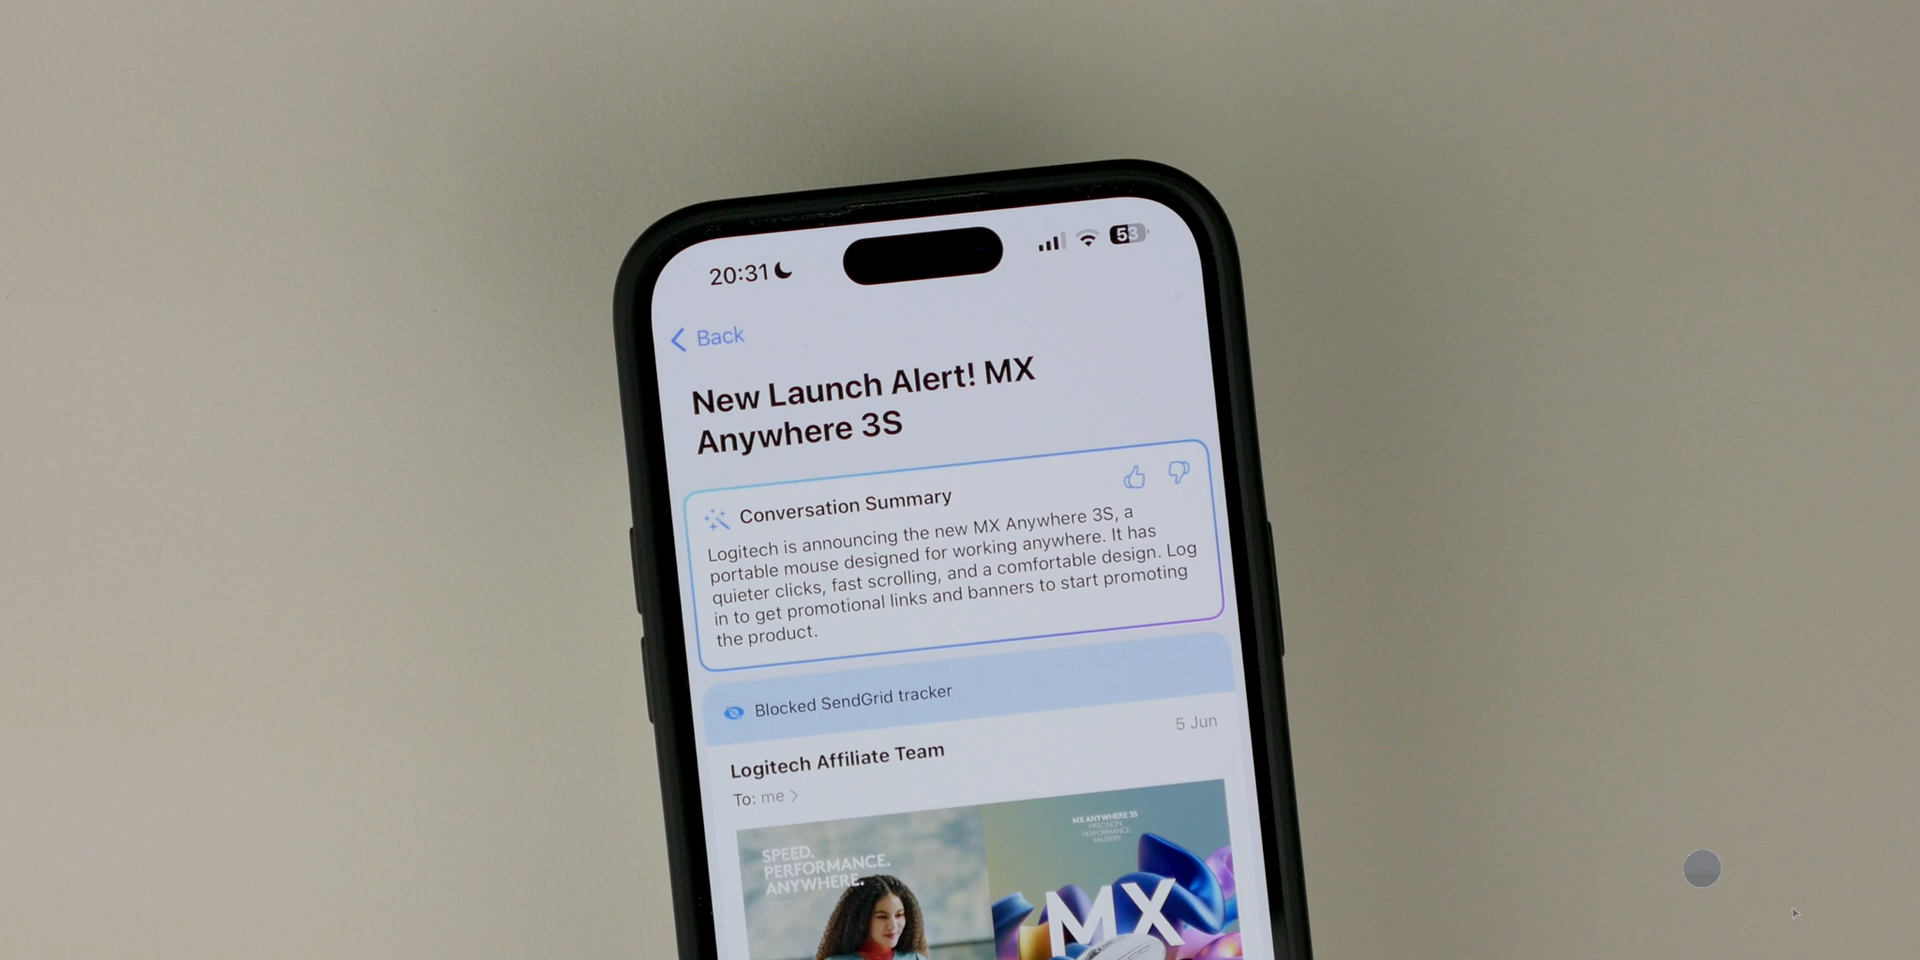 20:31
53
Back
New Launch Alert! MX
Anywhere 3S
Conversation Summary
Logitech is announcing the new MX Anywhere 3S, a
portable mouse designed for working anywhere. It has
quieter clicks, fast scrolling, and a comfortable design. Log
in to get promotional links and banners to start promoting
the product.
Blocked SendGrid tracker
Logitech Affiliate Team
5 Jun
To: me
SPEED.
PERFORMANCE.
ANYWHERE.
MX ANYWHERE 3S
PRECISION.
PERFORMANCE.
MASTERY.
MX